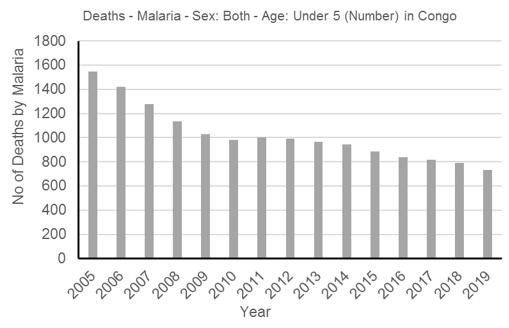 Deaths - Malaria - Sex: Both - Age: Under 5 (Number) in Congo
No of Deaths by Malaria
1800
1600
1400
1200
1000
800
600
400
200
0
2005 2006 2007 2008 2009 2010 2011 2012 2013 2014 2015 2016 2017 2018 2019
Year